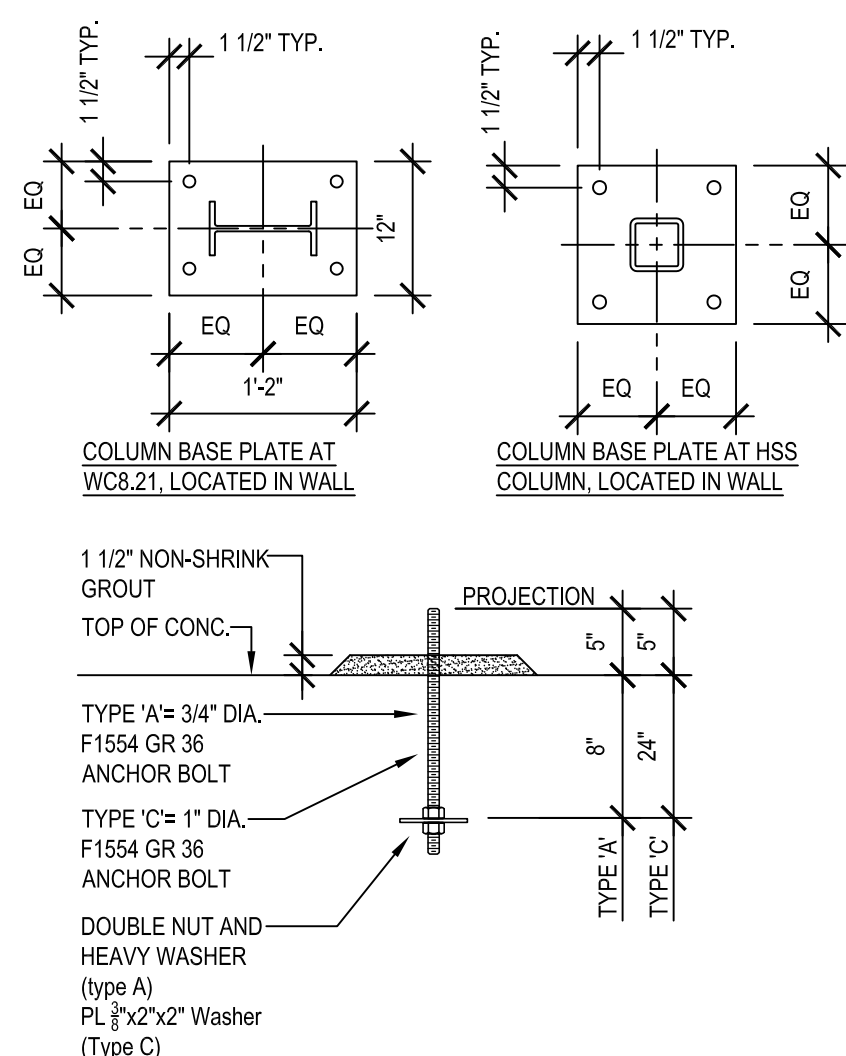 1 1/2" TYP.
1 1/2" TYP.
EQ
EQ
12"
EQ
EQ
1'-2"
COLUMN BASE PLATE AT
WC8.21, LOCATED IN WALL
1 1/2" TYP.
1 1/2" TYP.
EQ
EQ
EQ
EQ
COLUMN BASE PLATE AT HSS
COLUMN, LOCATED IN WALL
1 1/2" NON-SHRINK
GROUT
TOP OF CONC.
PROJECTION
5"
5"
8"
24"
TYPE 'A'
TYPE 'C'
TYPE 'A'= 3/4" DIA.
F1554 GR 36
ANCHOR BOLT
TYPE 'C'= 1" DIA.
F1554 GR 36
ANCHOR BOLT
DOUBLE NUT AND
HEAVY WASHER
(type A)
PL 3/8"x2"x2" Washer
(Type C)